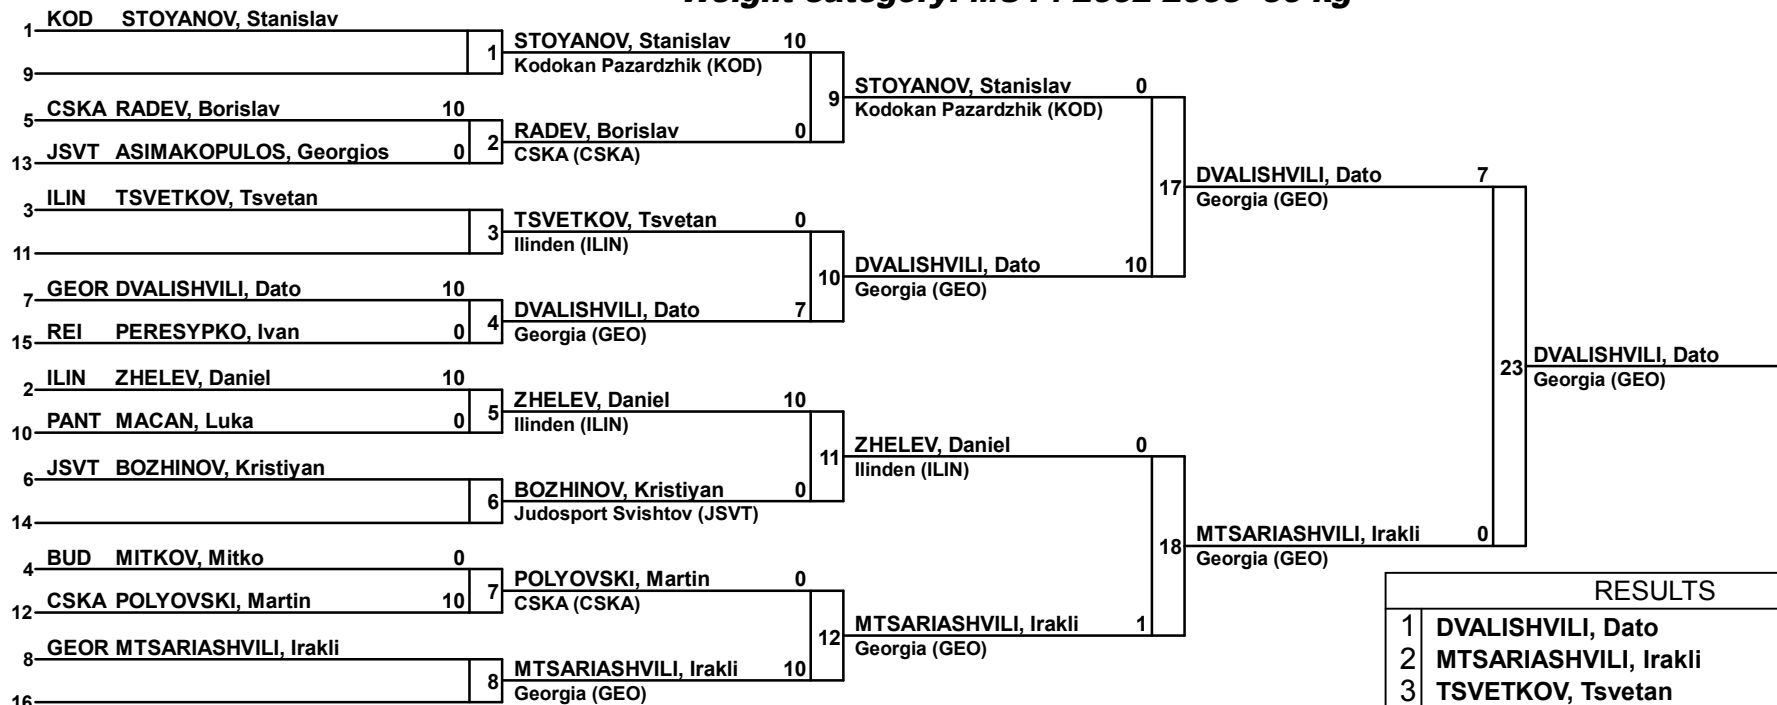 KOD STOYANOV, Stanislav
1
9
CSKA RADEV, Borislav 10
5
JSVT ASIMAKOPULOS, Georgios 0
13
ILIN TSVETKOV, Tsvetan
3
11
GEOR DVALISHVILI, Dato 10
7
REI PERESYPKO, Ivan 0
15
ILIN ZHELEV, Daniel 10
2
PANT MACAN, Luka 0
10
JSVT BOZHINOV, Kristiyan
6
14
BUD MITKOV, Mitko 0
4
CSKA POLYOVSKI, Martin 10
12
GEOR MTSARIASHVILI, Irakli
8
16
1
STOYANOV, Stanislav 10
Kodokan Pazardzhik (KOD)
2
RADEV, Borislav 0
CSKA (CSKA)
3
TSVETKOV, Tsvetan 0
Ilinden (ILIN)
4
DVALISHVILI, Dato 7
Georgia (GEO)
5
ZHELEV, Daniel 10
Ilinden (ILIN)
6
BOZHINOV, Kristiyan 0
Judosport Svishtov (JSVT)
7
POLYOVSKI, Martin 0
CSKA (CSKA)
8
MTSARIASHVILI, Irakli 10
Georgia (GEO)
9
STOYANOV, Stanislav 0
Kodokan Pazardzhik (KOD)
10
DVALISHVILI, Dato 10
Georgia (GEO)
11
ZHELEV, Daniel 0
Ilinden (ILIN)
12
MTSARIASHVILI, Irakli 1
Georgia (GEO)
17
DVALISHVILI, Dato 7
Georgia (GEO)
18
MTSARIASHVILI, Irakli 0
Georgia (GEO)
23
DVALISHVILI, Dato
Georgia (GEO)
RESULTS
1 DVALISHVILI, Dato
2 MTSARIASHVILI, Irakli
3 TSVETKOV, Tsvetan